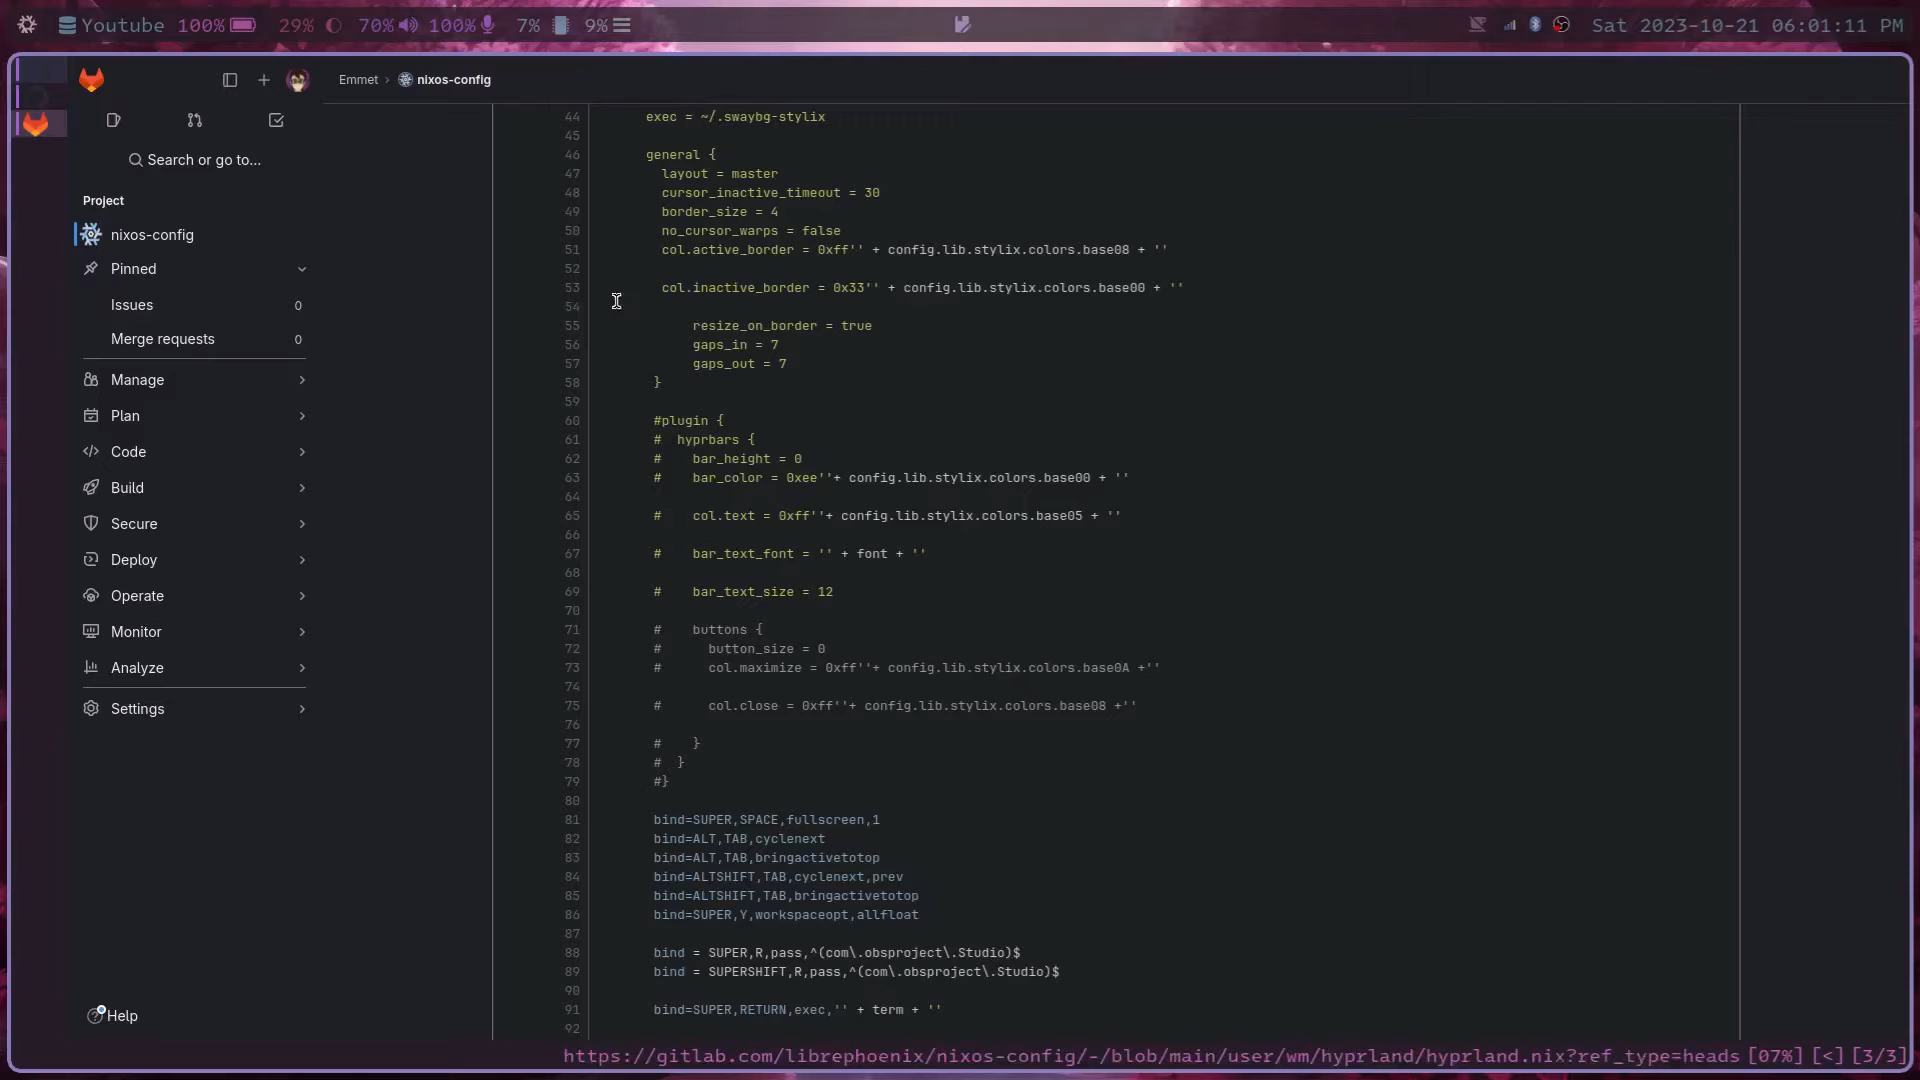 Youtube 100% 29% 70% 100% 7% 9% Sat 2023-10-21 06:01:11 PM
Emmet › nixos-config
Search or go to...
Project
nixos-config
Pinned
Issues 0
Merge requests 0
Manage
Plan
Code
Build
Secure
Deploy
Operate
Monitor
Analyze
Settings
Help
44 exec = ~/.swaybg-stylix
45
46 general {
47 layout = master
48 cursor_inactive_timeout = 30
49 border_size = 4
50 no_cursor_warps = false
51 col.active_border = 0xff'' + config.lib.stylix.colors.base08 + ''
52
53 col.inactive_border = 0x33'' + config.lib.stylix.colors.base00 + ''
54
55 resize_on_border = true
56 gaps_in = 7
57 gaps_out = 7
58 }
59
60 #plugin {
61 # hyprbars {
62 # bar_height = 0
63 # bar_color = 0xee''+ config.lib.stylix.colors.base00 + ''
64
65 # col.text = 0xff''+ config.lib.stylix.colors.base05 + ''
66
67 # bar_text_font = '' + font + ''
68
69 # bar_text_size = 12
70
71 # buttons {
72 # button_size = 0
73 # col.maximize = 0xff''+ config.lib.stylix.colors.base0A +''
74
75 # col.close = 0xff''+ config.lib.stylix.colors.base08 +''
76
77 # }
78 # }
79 #}
80
81 bind=SUPER,SPACE,fullscreen,1
82 bind=ALT,TAB,cyclenext
83 bind=ALT,TAB,bringactivetotop
84 bind=ALTSHIFT,TAB,cyclenext,prev
85 bind=ALTSHIFT,TAB,bringactivetotop
86 bind=SUPER,Y,workspaceopt,allfloat
87
88 bind = SUPER,R,pass,^(com\.obsproject\.Studio)$
89 bind = SUPERSHIFT,R,pass,^(com\.obsproject\.Studio)$
90
91 bind=SUPER,RETURN,exec,'' + term + ''
92
https://gitlab.com/librephoenix/nixos-config/-/blob/main/user/wm/hyprland/hyprland.nix?ref_type=heads [07%] [<] [3/3]